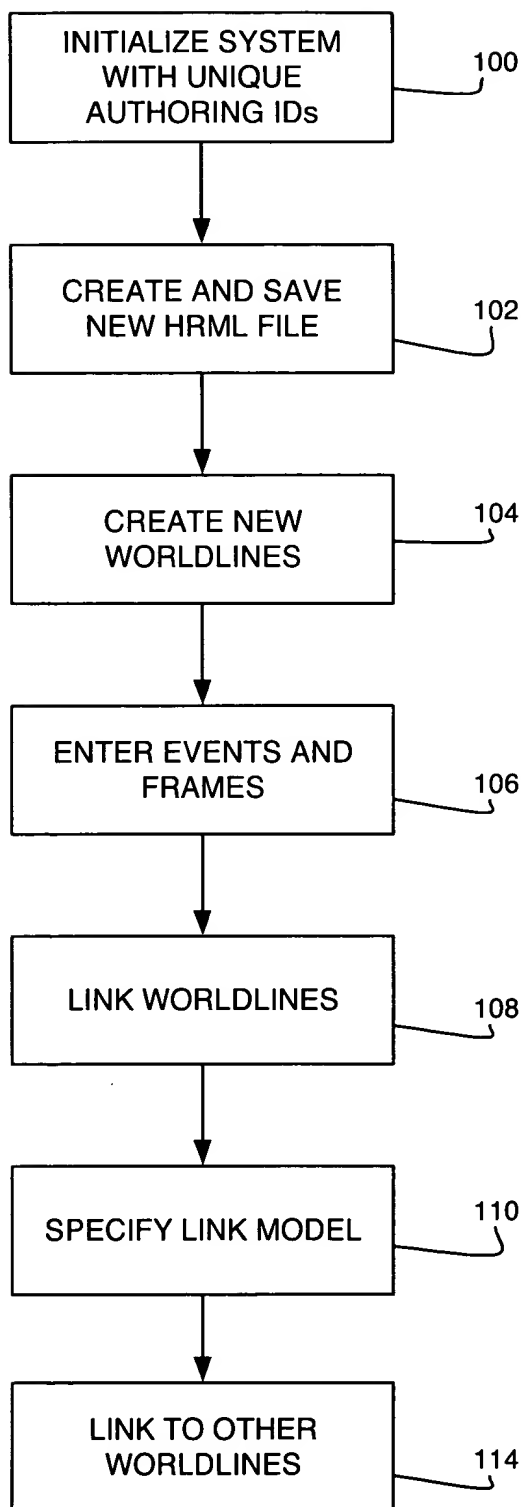 INITIALIZE SYSTEM
WITH UNIQUE
AUTHORING IDs
100
CREATE AND SAVE
NEW HRML FILE
102
CREATE NEW
WORLDLINES
104
ENTER EVENTS AND
FRAMES
106
LINK WORLDLINES
108
SPECIFY LINK MODEL
110
LINK TO OTHER
WORLDLINES
114